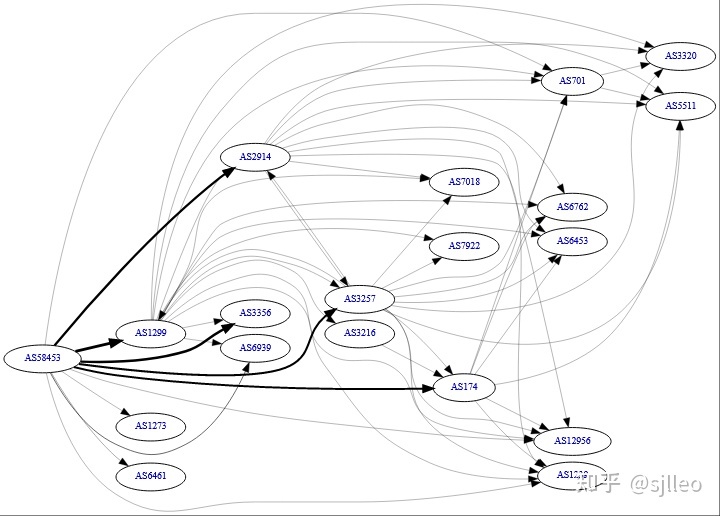 AS3320
AS701
AS5511
AS2914
AS7018
AS6762
AS6453
AS7922
AS3257
AS3356
AS1299
AS3216
AS6939
AS58453
AS174
AS1273
AS12956
AS6461
知乎 @sjlleo